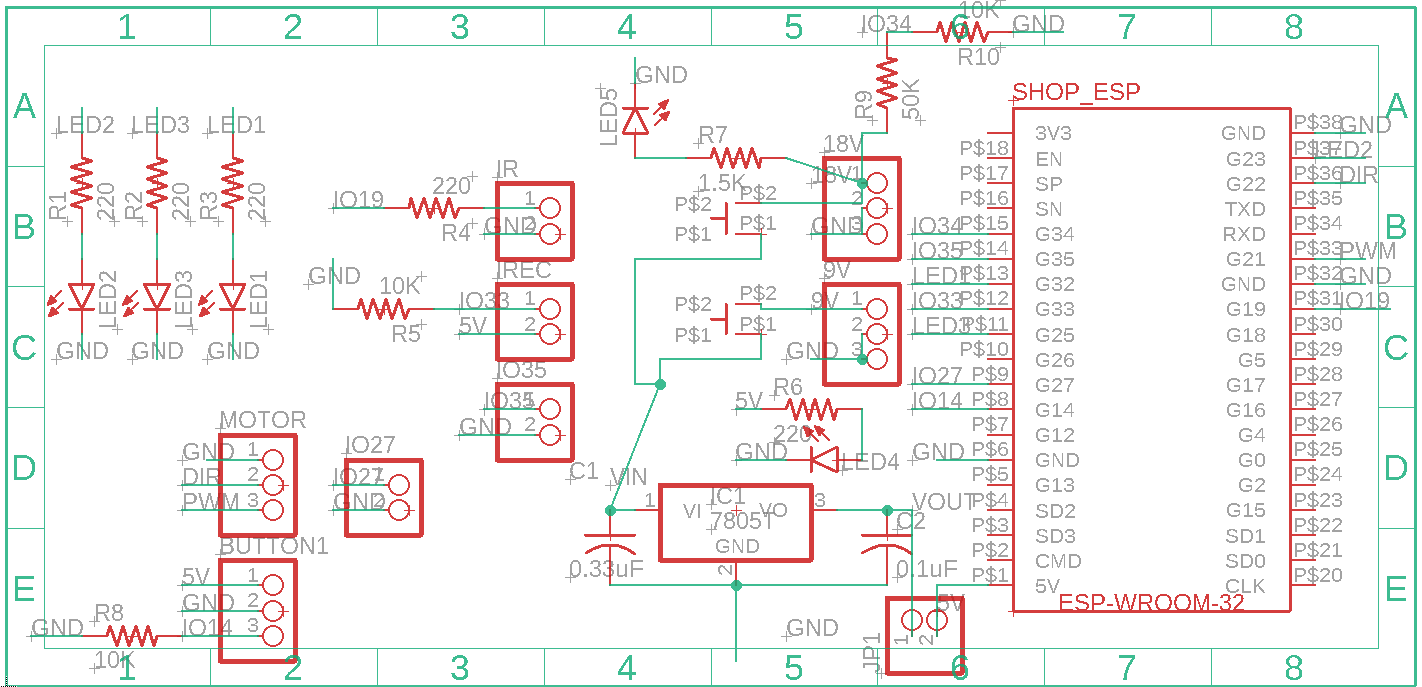 1 2 3 4 5 6 7 8
A
B
C
D
E
A
B
C
D
E
10K
IO34
GND
R10
R9
50K
GND
LED5
R7
1.5K
18V
18V
1
2
3
GND
P$2
P$1
P$2
P$1
LED2
LED3
LED1
R1
220
R2
220
R3
220
LED2
LED3
LED1
GND
GND
GND
IR
IO19
220
R4
GND
1
2
IREC
GND
10K
R5
IO33
5V
1
2
IO35
IO35
GND
1
2
9V
9V
GND
1
2
3
P$2
P$1
P$2
P$1
5V
R6
220
GND
LED4
MOTOR
GND
DIR
PWM
1
2
3
IO27
IO27
GND
1
2
BUTTON1
5V
GND
IO14
1
2
3
GND
R8
10K
C1
VIN
0.33uF
1
IC1
VI
VO
7805T
GND
2
3
VOUT
C2
0.1uF
GND
5V
JP1
1
2
SHOP_ESP
3V3
EN
SP
SN
G34
G35
G32
G33
G25
G26
G27
G14
G12
GND
G13
SD2
SD3
CMD
5V
GND
G23
G22
TXD
RXD
G21
GND
G19
G18
G5
G17
G16
G4
G0
G2
G15
SD1
SD0
CLK
ESP-WROOM-32
P$18
P$17
P$16
P$15
P$14
P$13
P$12
P$11
P$10
P$9
P$8
P$7
P$6
P$5
P$4
P$3
P$2
P$1
IO34
IO35
LED1
IO33
LED3
IO27
IO14
GND
P$38
P$37
P$36
P$35
P$34
P$33
P$32
P$31
P$30
P$29
P$28
P$27
P$26
P$25
P$24
P$23
P$22
P$21
P$20
GND
LED2
DIR
PWM
GND
IO19
1 2 3 4 5 6 7 8